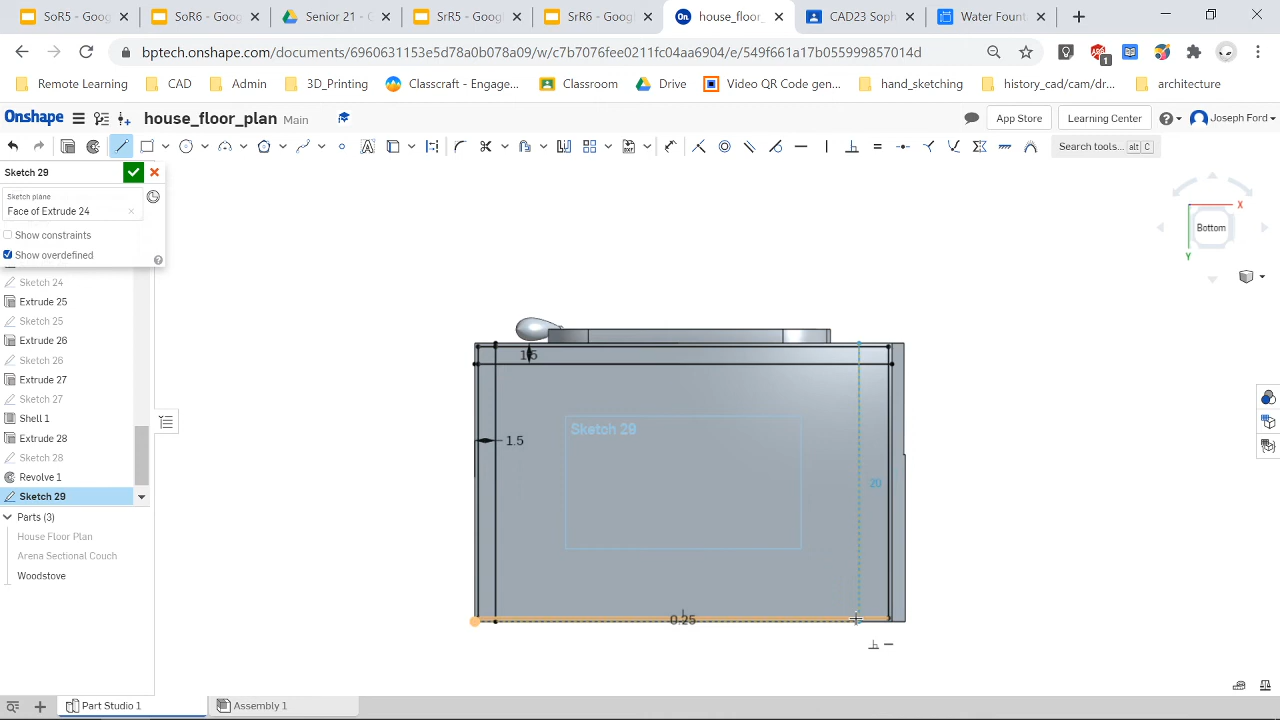 SoR5 - Goog
SoR6 - Goog
Senior 21 - G
SrR5 - Googl
SrR8 - Googl
house_floor_
CAD23 Soph
Water Fount
bptech.onshape.com/documents/6960631153e5d78a0b078a09/w/c7b7076fee0211fc04aa6904/e/549f661a17b055999857014d
Remote Learning
CAD
Admin
3D_Printing
Classcraft - Engage...
Classroom
Drive
Video QR Code gen...
hand_sketching
history_cad/cam/dr...
architecture
Onshape
house_floor_plan Main
App Store
Learning Center
Joseph Ford
Search tools... alt C
Sketch 29
Sketch plane
Face of Extrude 24
Show constraints
Show overdefined
Sketch 24
Extrude 25
Sketch 25
Extrude 26
Sketch 26
Extrude 27
Sketch 27
Shell 1
Extrude 28
Sketch 28
Revolve 1
Sketch 29
Parts (3)
House Floor Plan
Arena Sectional Couch
Woodstove
1.5
Sketch 29
1.5
20
0.25
X
Bottom
Y
Part Studio 1
Assembly 1